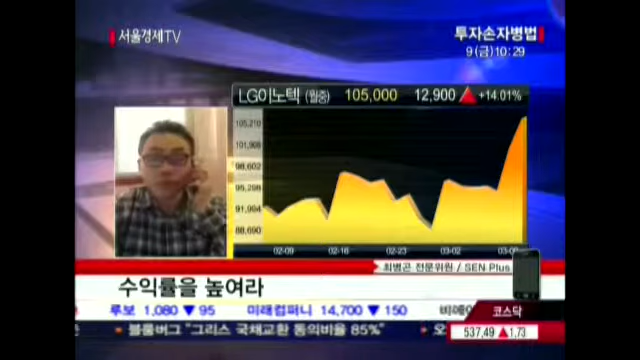 서울경제TV
투자손자병법
9(금)10:29
LG이노텍 (월중) 105,000 12,900 ▲ +14.01%
105,210
101,906
98,602
95,298
91,994
88,690
02-09 02-16 02-23 03-02
최병곤 전문위원 / SEN Plus
수익률을 높여라
루보 1,080 ▼ 95 미래컴퍼니 14,700 ▼ 150
코스닥
블룸버그 "그리스 국채교환 동의비율 85%"
537.49 ▲1.73